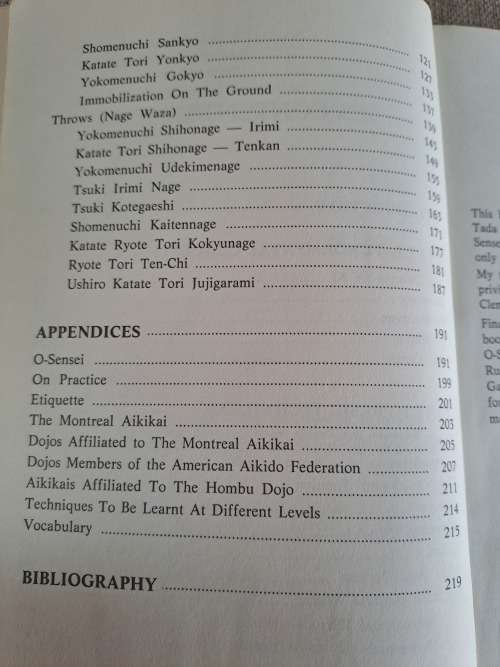 Shomenuchi Sankyo ........ 121
Katate Tori Yonkyo ........ 127
Yokomenuchi Gokyo ........ 133
Immobilization On The Ground ........ 137
Throws (Nage Waza) ........ 139
Yokomenuchi Shihonage — Irimi ........ 145
Katate Tori Shihonage — Tenkan ........ 149
Yokomenuchi Udekimenage ........ 155
Tsuki Irimi Nage ........ 159
Tsuki Kotegaeshi ........ 165
Shomenuchi Kaitennage ........ 171
Katate Ryote Tori Kokyunage ........ 177
Ryote Tori Ten-Chi ........ 181
Ushiro Katate Tori Jujigarami ........ 187
APPENDICES ........ 191
O-Sensei ........ 191
On Practice ........ 199
Etiquette ........ 201
The Montreal Aikikai ........ 203
Dojos Affiliated to The Montreal Aikikai ........ 205
Dojos Members of the American Aikido Federation ........ 207
Aikikais Affiliated To The Hombu Dojo ........ 211
Techniques To Be Learnt At Different Levels ........ 214
Vocabulary ........ 215
BIBLIOGRAPHY ........ 219
This
Tada
only
My